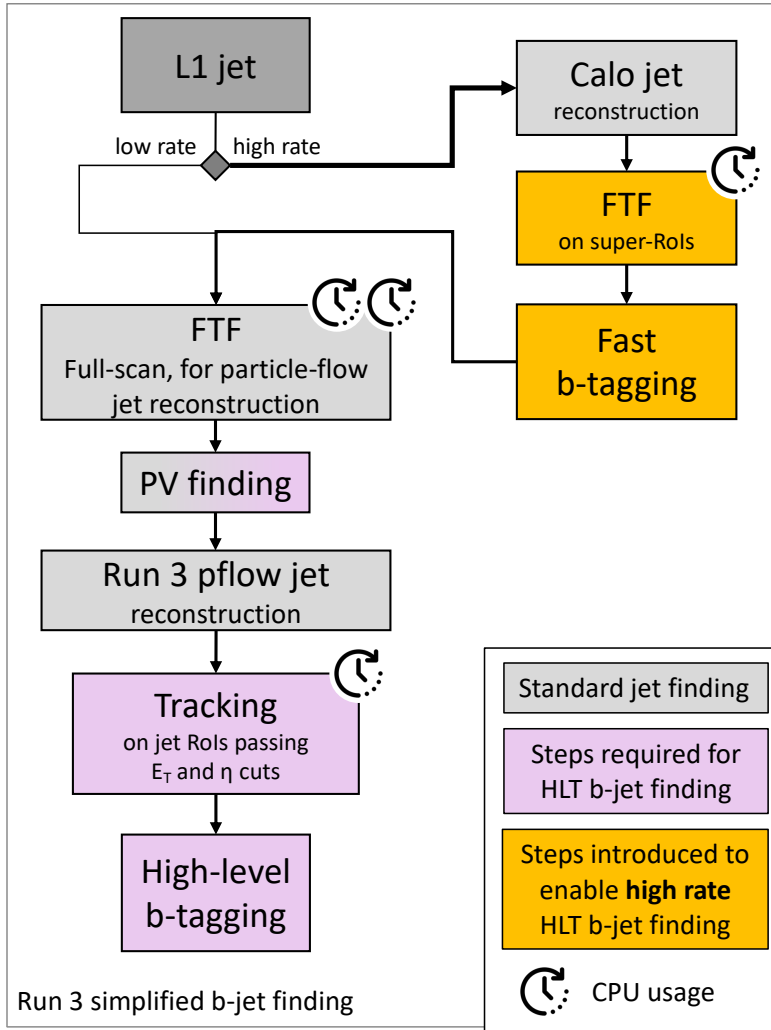 L1 jet
low rate
high rate
Calo jet
reconstruction
FTF
on super-RoIs
Fast
b-tagging
FTF
Full-scan, for particle-flow
jet reconstruction
PV finding
Run 3 pflow jet
reconstruction
Tracking
on jet RoIs passing
E_T and η cuts
High-level
b-tagging
Run 3 simplified b-jet finding
Standard jet finding
Steps required for
HLT b-jet finding
Steps introduced to
enable high rate
HLT b-jet finding
CPU usage